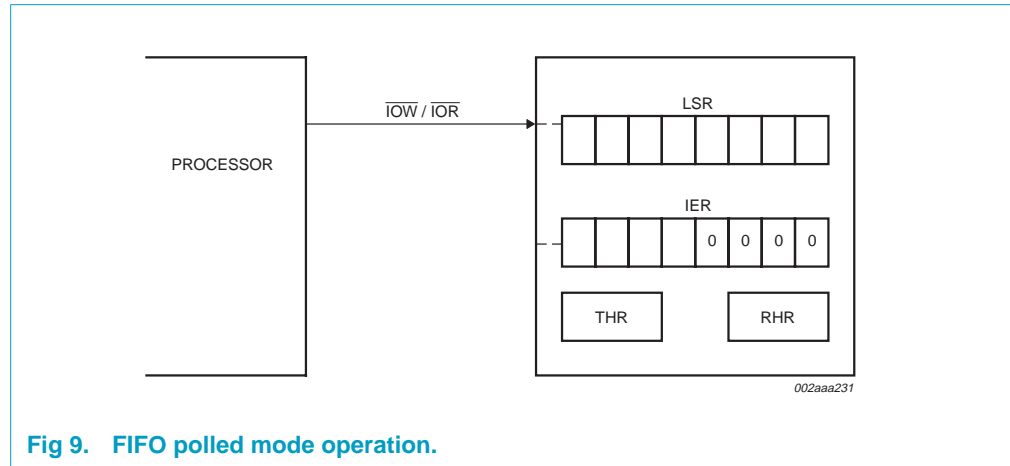 IOW / IOR
LSR
PROCESSOR
IER
0 0 0 0
THR RHR
002aaa231
Fig 9. FIFO polled mode operation.